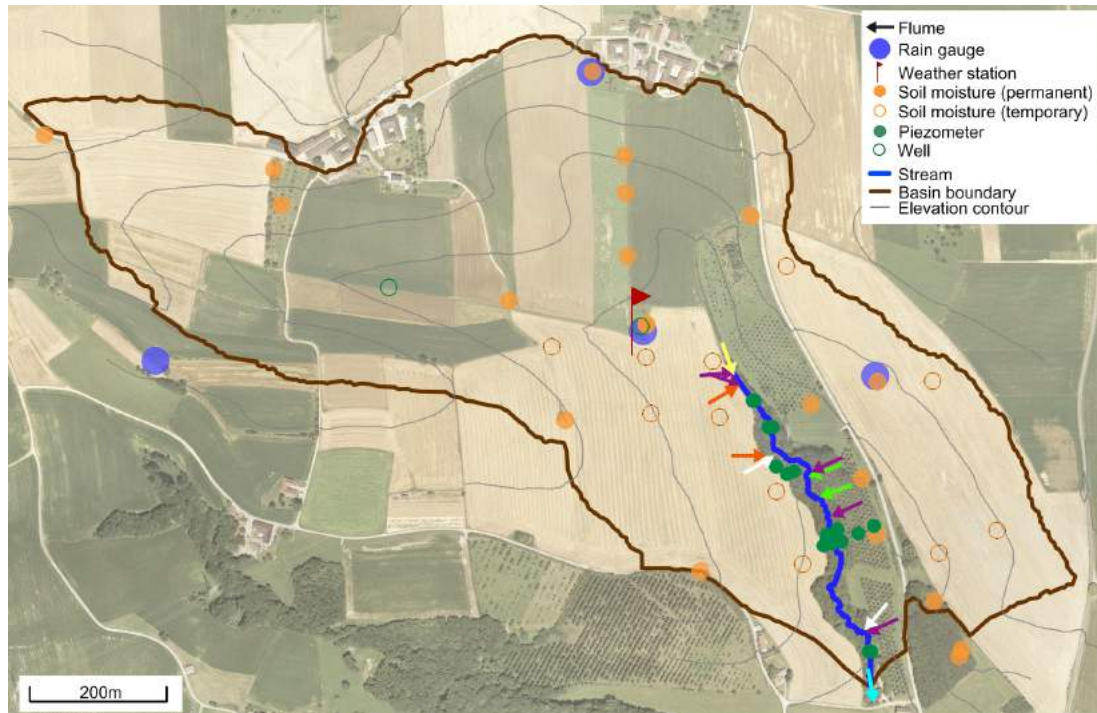 Flume
Rain gauge
Weather station
Soil moisture (permanent)
Soil moisture (temporary)
Piezometer
Well
Stream
Basin boundary
Elevation contour
200m